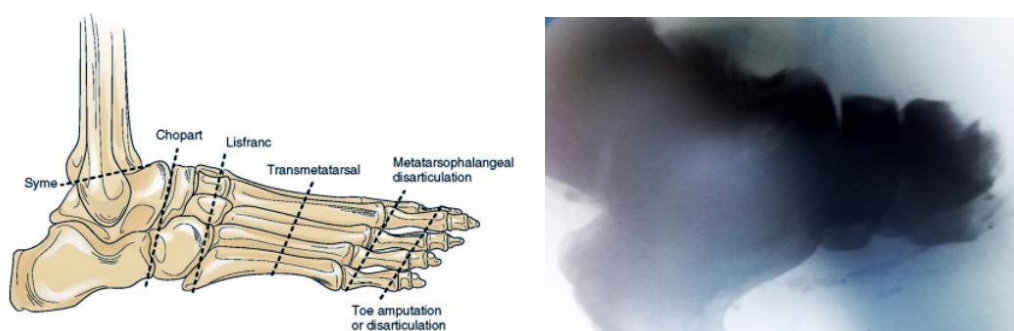 Chopart
Lisfranc
Transmetatarsal
Metatarsophalangeal
disarticulation
Syme
Toe amputation
or disarticulation